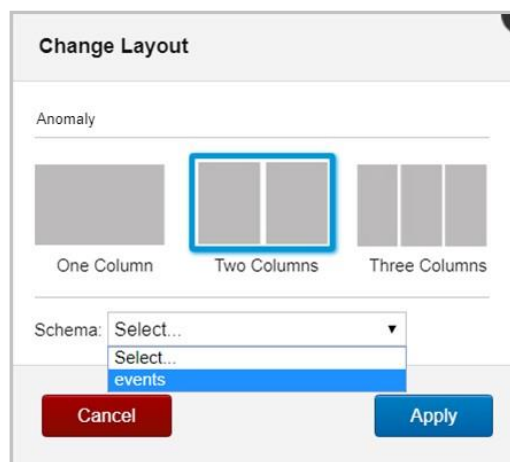 Change Layout
Anomaly
One Column Two Columns Three Columns
Schema: Select...
Select...
events
Cancel Apply